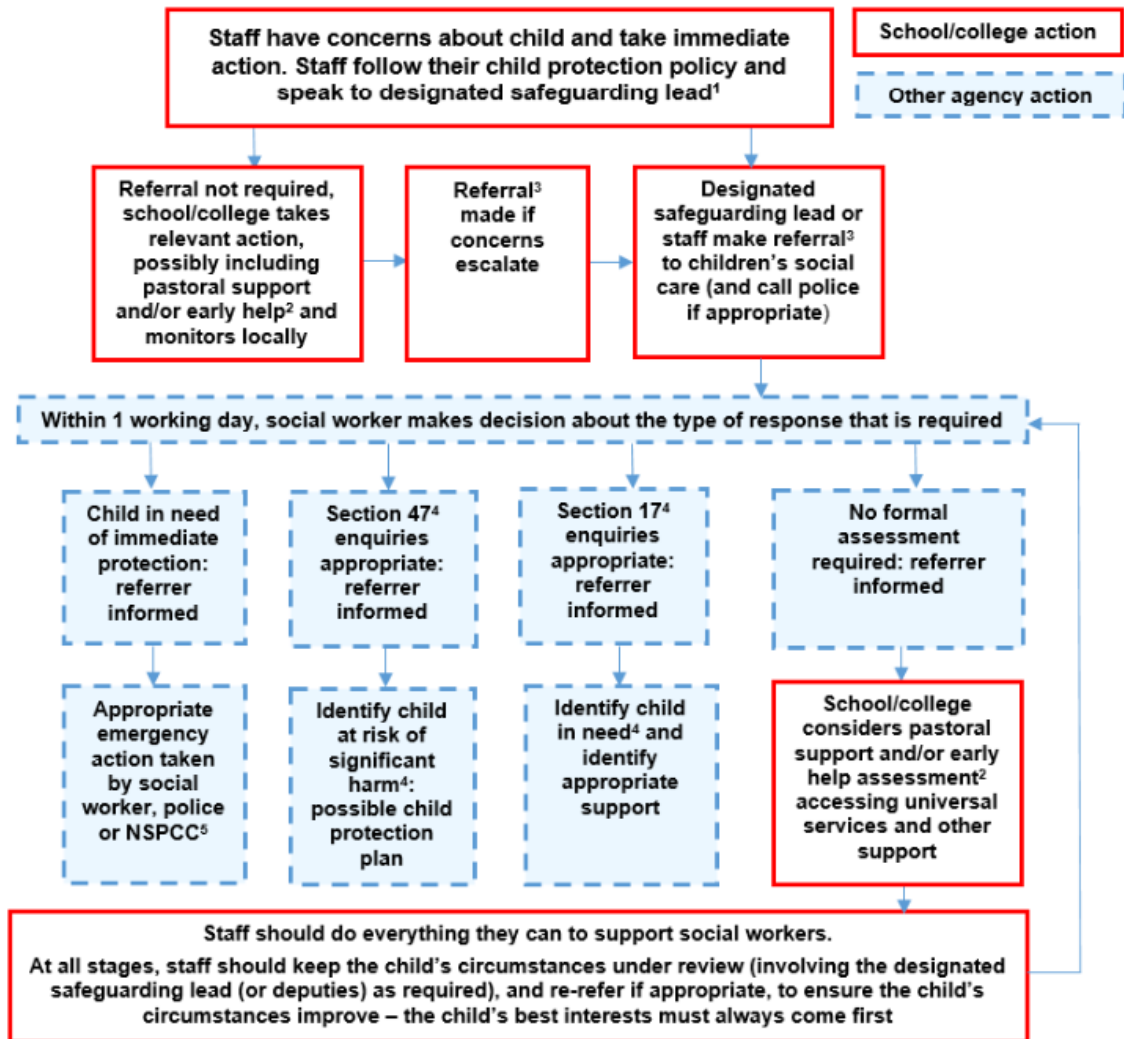 Staff have concerns about child and take immediate
action. Staff follow their child protection policy and
speak to designated safeguarding lead¹
School/college action
Other agency action
Referral not required,
school/college takes
relevant action,
possibly including
pastoral support
and/or early help² and
monitors locally
Referral³
made if
concerns
escalate
Designated
safeguarding lead or
staff make referral³
to children’s social
care (and call police
if appropriate)
Within 1 working day, social worker makes decision about the type of response that is required
Child in need
of immediate
protection:
referrer
informed
Section 47⁴
enquiries
appropriate:
referrer
informed
Section 17⁴
enquiries
appropriate:
referrer
informed
No formal
assessment
required: referrer
informed
Appropriate
emergency
action taken
by social
worker, police
or NSPCC⁵
Identify child
at risk of
significant
harm⁴:
possible child
protection
plan
Identify child
in need⁴ and
identify
appropriate
support
School/college
considers pastoral
support and/or early
help assessment²
accessing universal
services and other
support
Staff should do everything they can to support social workers.
At all stages, staff should keep the child’s circumstances under review (involving the designated
safeguarding lead (or deputies) as required), and re-refer if appropriate, to ensure the child’s
circumstances improve – the child’s best interests must always come first